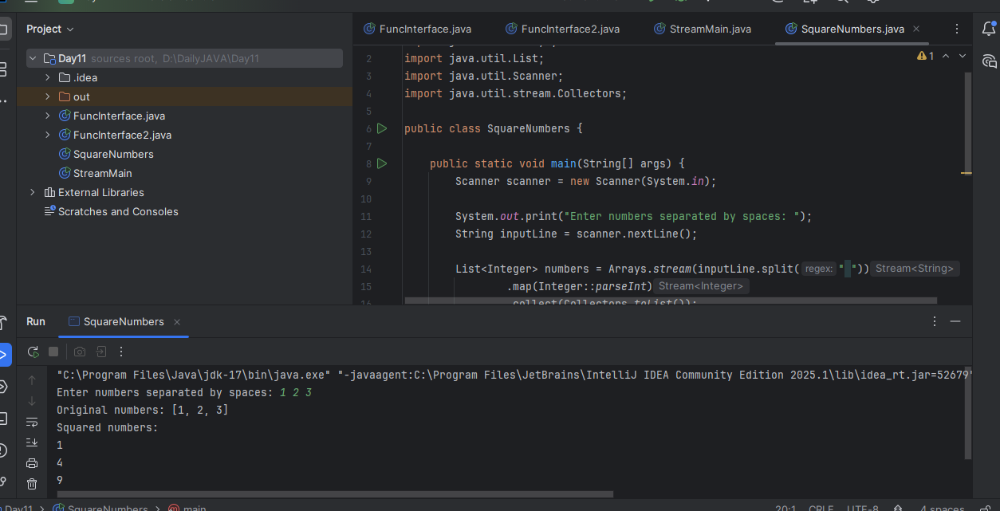 Project
FuncInterface.java
FuncInterface2.java
StreamMain.java
SquareNumbers.java
Day11 sources root, D:\DailyJAVA\Day11
.idea
out
FuncInterface.java
FuncInterface2.java
SquareNumbers
StreamMain
External Libraries
Scratches and Consoles
1
2 import java.util.List;
3 import java.util.Scanner;
4 import java.util.stream.Collectors;
5
6 public class SquareNumbers {
7
8 public static void main(String[] args) {
9 Scanner scanner = new Scanner(System.in);
10
11 System.out.print("Enter numbers separated by spaces: ");
12 String inputLine = scanner.nextLine();
13
14 List<Integer> numbers = Arrays.stream(inputLine.split( regex: " ")) Stream<String>
15 .map(Integer::parseInt) Stream<Integer>
16 .collect(Collectors.toList());
Run
SquareNumbers
"C:\Program Files\Java\jdk-17\bin\java.exe" "-javaagent:C:\Program Files\JetBrains\IntelliJ IDEA Community Edition 2025.1\lib\idea_rt.jar=52679"
Enter numbers separated by spaces: 1 2 3
Original numbers: [1, 2, 3]
Squared numbers:
1
4
9
Day11 > SquareNumbers > main
20:1 CRLF UTF-8 4 spaces